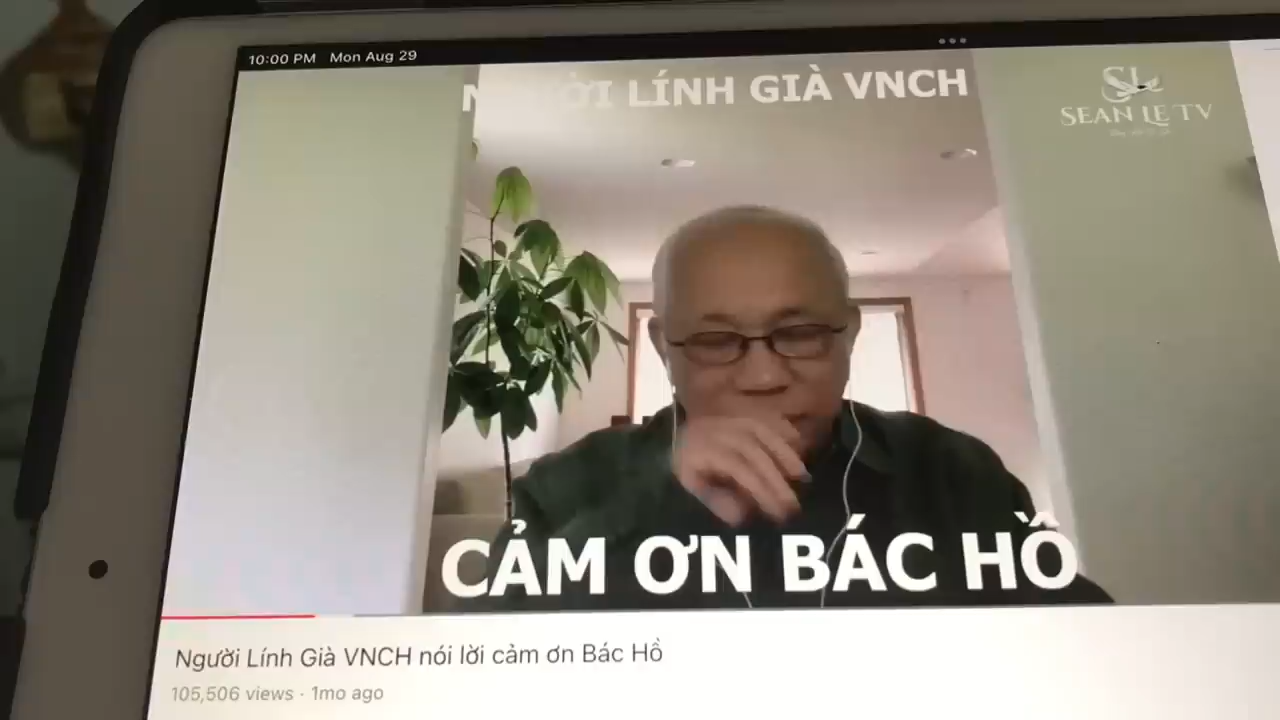 10:00 PM Mon Aug 29
LÍNH GIÀ VNCH
SL
SEAN LE TV
CẢM ƠN BÁC HỒ
Người Lính Già VNCH nói lời cảm ơn Bác Hồ
105,506 views · 1mo ago